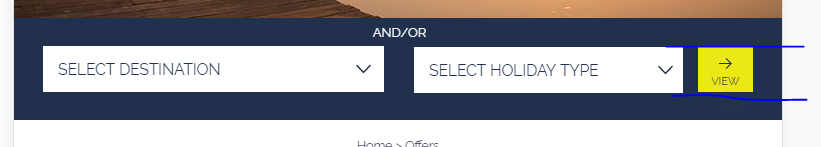 AND/OR
SELECT DESTINATION
SELECT HOLIDAY TYPE
VIEW
Home > Offers